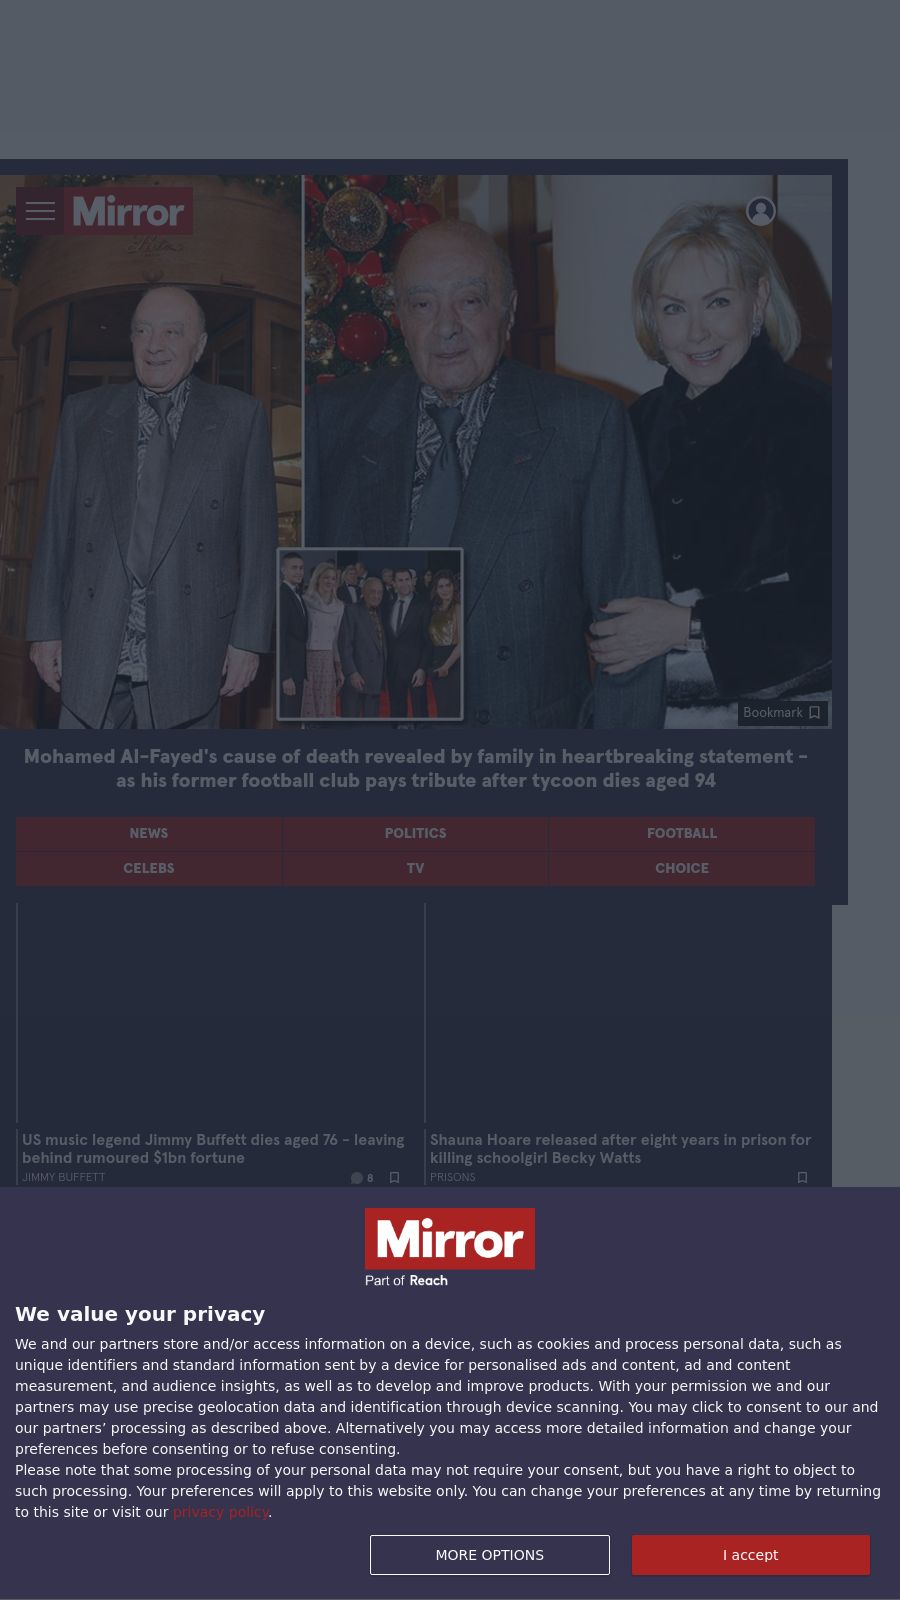 Mirror
Bookmark
Mohamed Al-Fayed's cause of death revealed by family in heartbreaking statement -
as his former football club pays tribute after tycoon dies aged 94
NEWS
POLITICS
FOOTBALL
CELEBS
TV
CHOICE
US music legend Jimmy Buffett dies aged 76 - leaving
behind rumoured $1bn fortune
JIMMY BUFFETT
8
Shauna Hoare released after eight years in prison for
killing schoolgirl Becky Watts
PRISONS
Mirror
Part of Reach
We value your privacy
We and our partners store and/or access information on a device, such as cookies and process personal data, such as
unique identifiers and standard information sent by a device for personalised ads and content, ad and content
measurement, and audience insights, as well as to develop and improve products. With your permission we and our
partners may use precise geolocation data and identification through device scanning. You may click to consent to our and
our partners’ processing as described above. Alternatively you may access more detailed information and change your
preferences before consenting or to refuse consenting.
Please note that some processing of your personal data may not require your consent, but you have a right to object to
such processing. Your preferences will apply to this website only. You can change your preferences at any time by returning
to this site or visit our privacy policy.
MORE OPTIONS
I accept